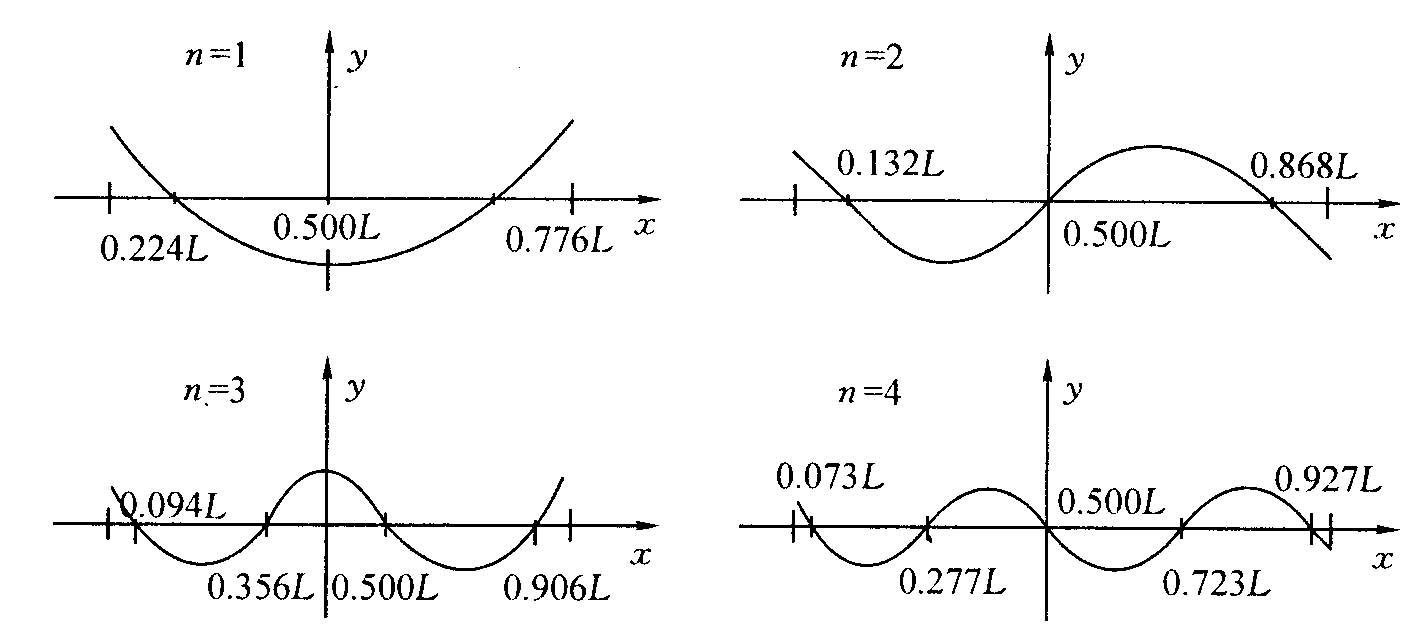 n=1
y
0.500L
0.224L
0.776L
x
n=2
y
0.132L
0.868L
0.500L
x
n=3
y
0.094L
0.356L
0.500L
0.906L
x
n=4
y
0.073L
0.500L
0.927L
0.277L
0.723L
x